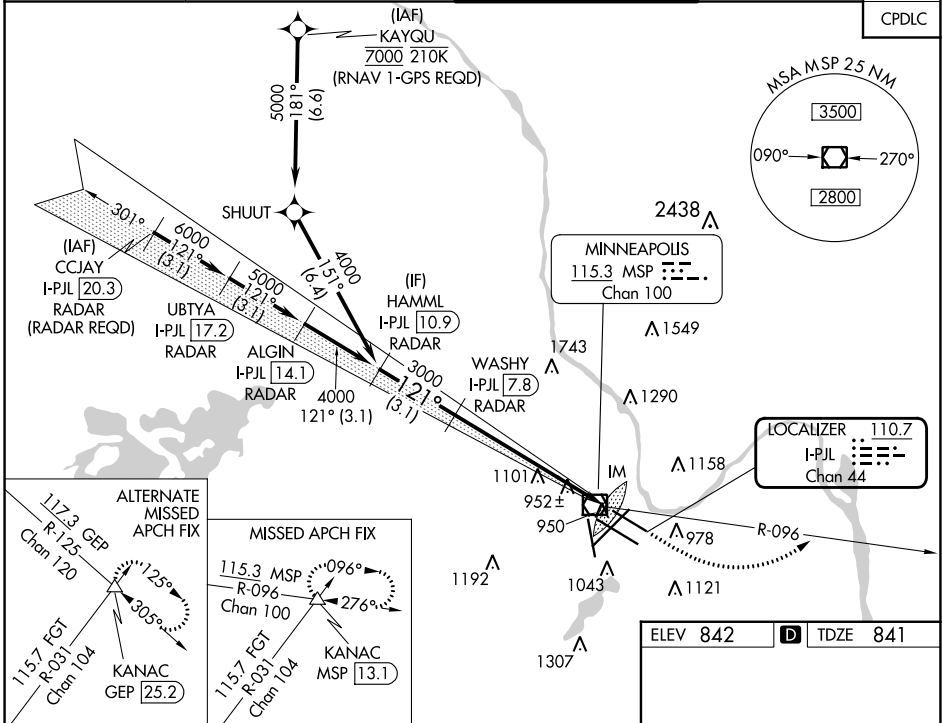 CPDLC
(IAF)
KAYQU
7000 210K
(RNAV 1-GPS REQD)
5000
181°
(6.6)
MSA MSP 25 NM
3500
090°
270°
2800
SHUUT
2438
301°
6000
121°
(3.1)
(IAF)
CCJAY
I-PJL 20.3
RADAR
(RADAR REQD)
5000
121°
(3.1)
UBTYA
I-PJL 17.2
RADAR
ALGIN
I-PJL 14.1
RADAR
4000
121° (3.1)
4000
151°
(6.4)
(IF)
HAMML
I-PJL 10.9
RADAR
3000
121°
(3.1)
WASHY
I-PJL 7.8
RADAR
MINNEAPOLIS
115.3 MSP
Chan 100
1743
1549
1290
1158
LOCALIZER 110.7
I-PJL
Chan 44
1101
952±
950
IM
978
R-096
1192
1043
1121
1307
ALTERNATE
MISSED
APCH FIX
117.3 GEP
R-125
Chan 120
125°
305°
115.7 FGT
R-031
Chan 104
KANAC
GEP 25.2
MISSED APCH FIX
115.3 MSP
R-096
Chan 100
096°
276°
115.7 FGT
R-031
Chan 104
KANAC
MSP 13.1
ELEV 842 D TDZE 841